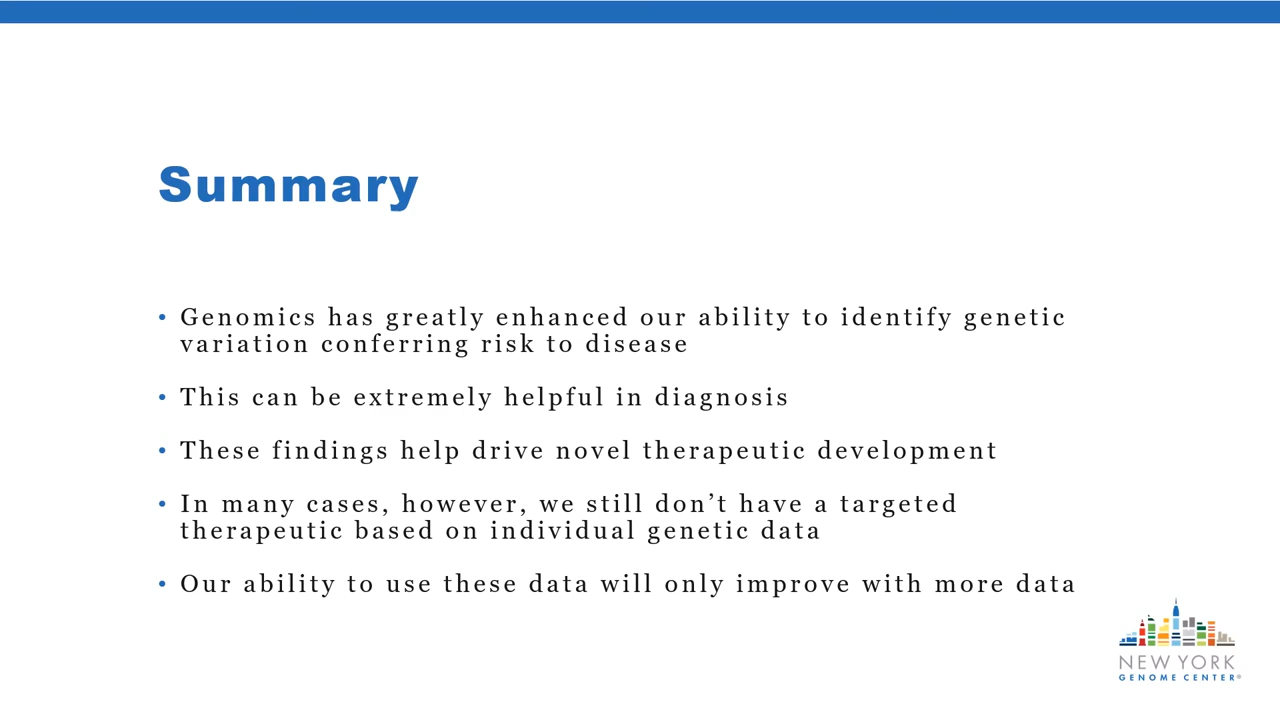 Summary
• Genomics has greatly enhanced our ability to identify genetic
variation conferring risk to disease
• This can be extremely helpful in diagnosis
• These findings help drive novel therapeutic development
• In many cases, however, we still don’t have a targeted
therapeutic based on individual genetic data
• Our ability to use these data will only improve with more data
NEW YORK
GENOME CENTER®